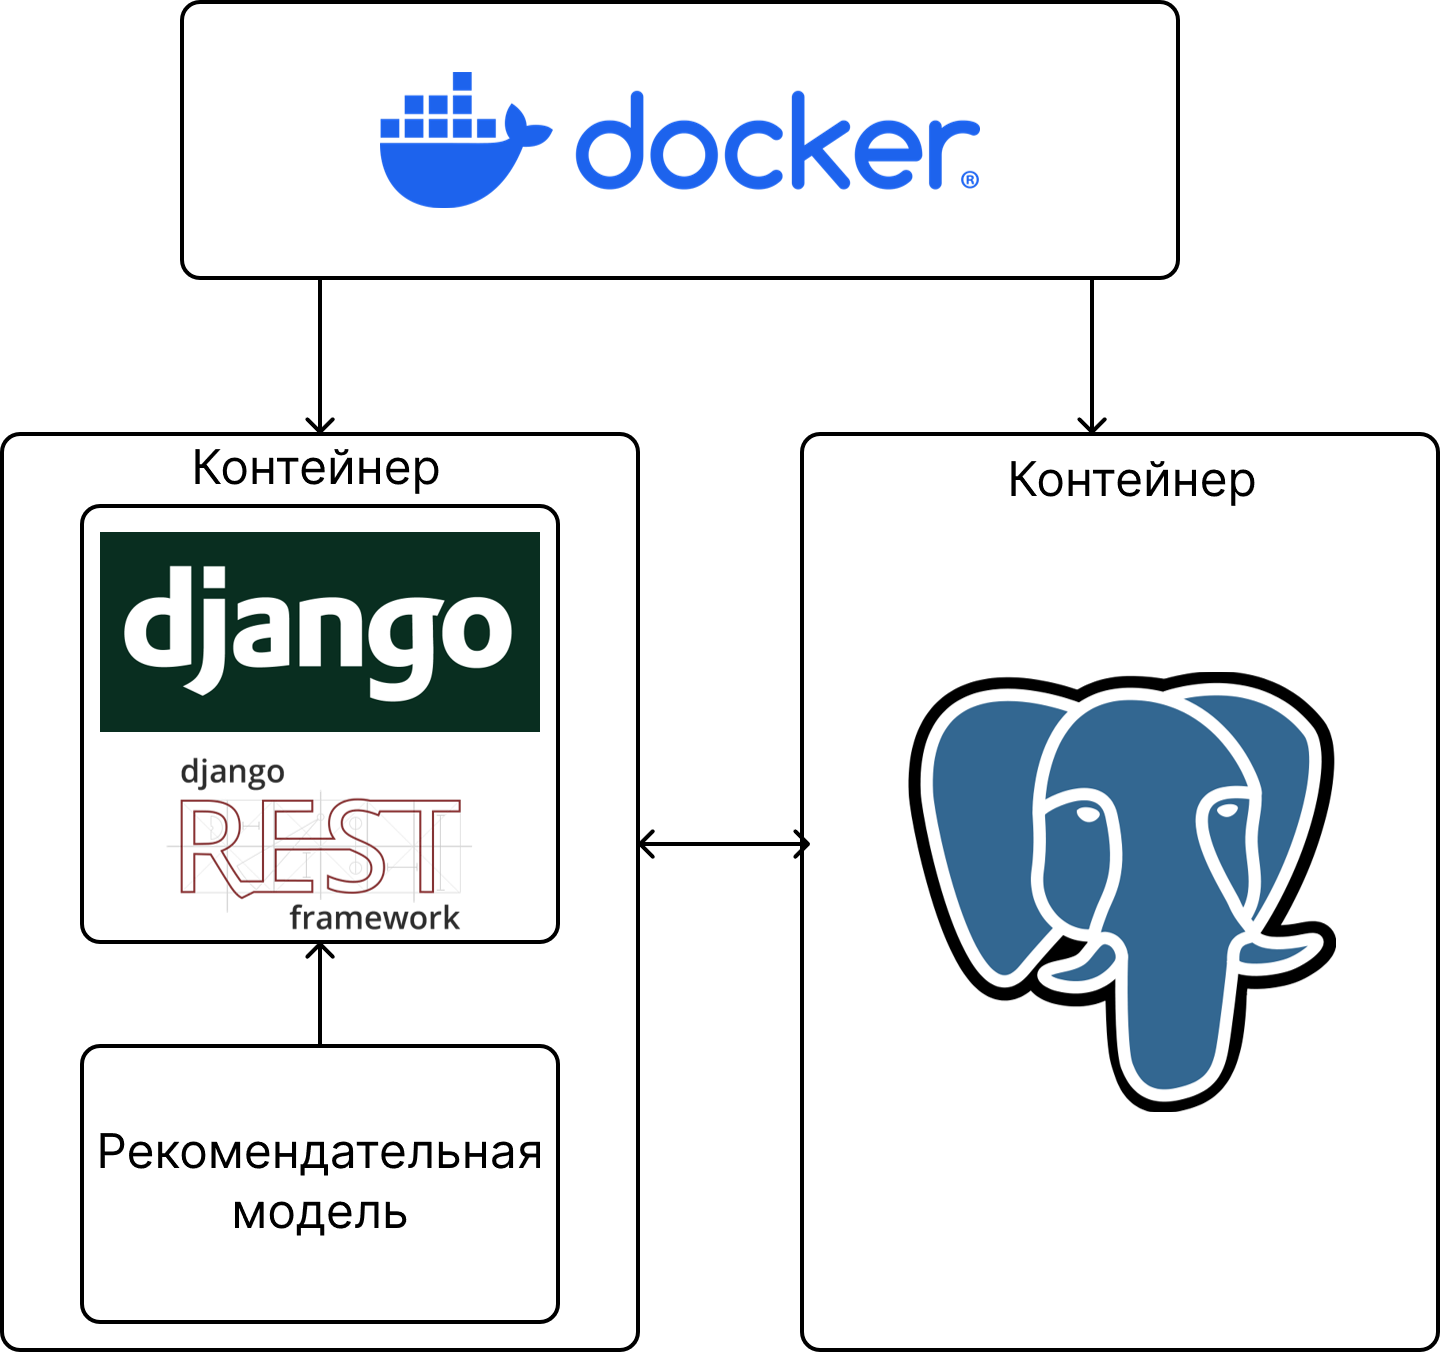 docker®
Контейнер
django
django
REST
framework
Рекомендательная
модель
Контейнер